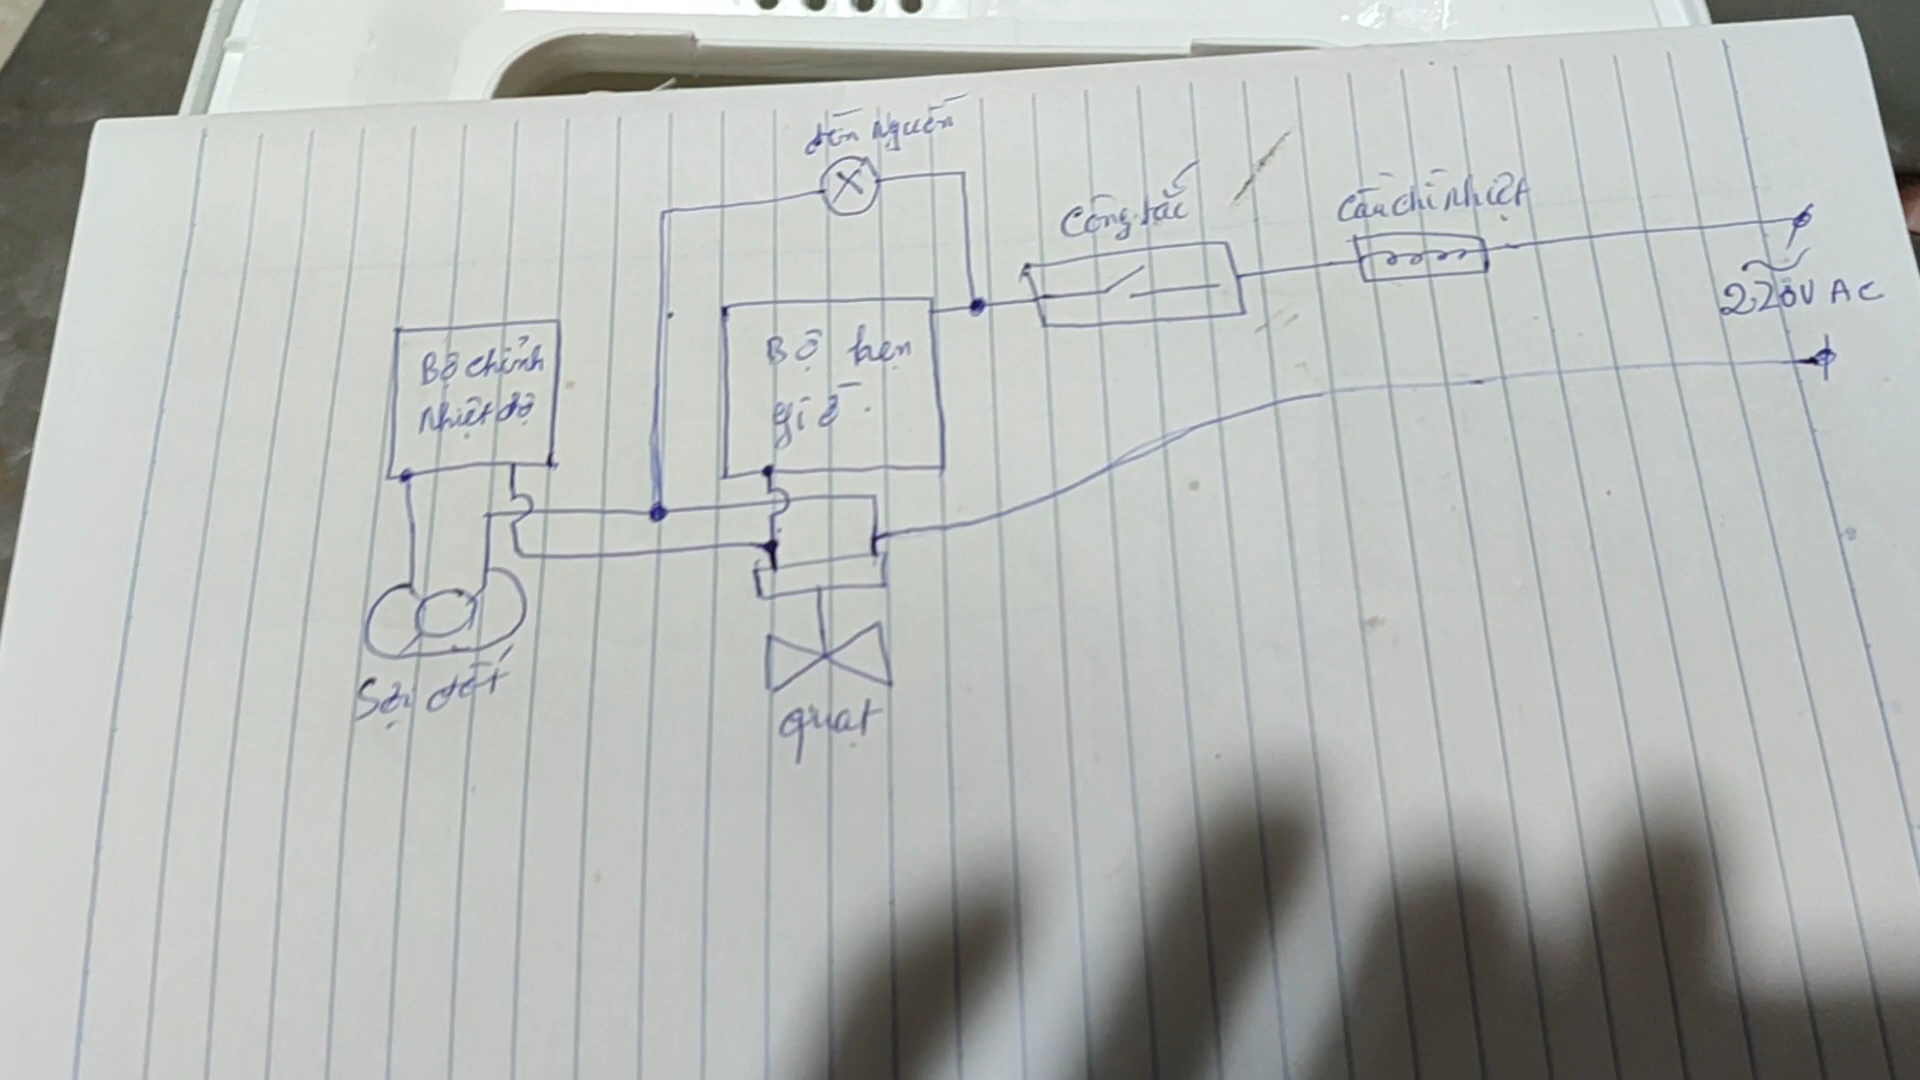 đèn nguồn
Công tắc
Cầu chì nhiệt
220V AC
Bộ chỉnh
Nhiệt độ
Bộ hẹn
giờ.
Sợi đốt
quạt